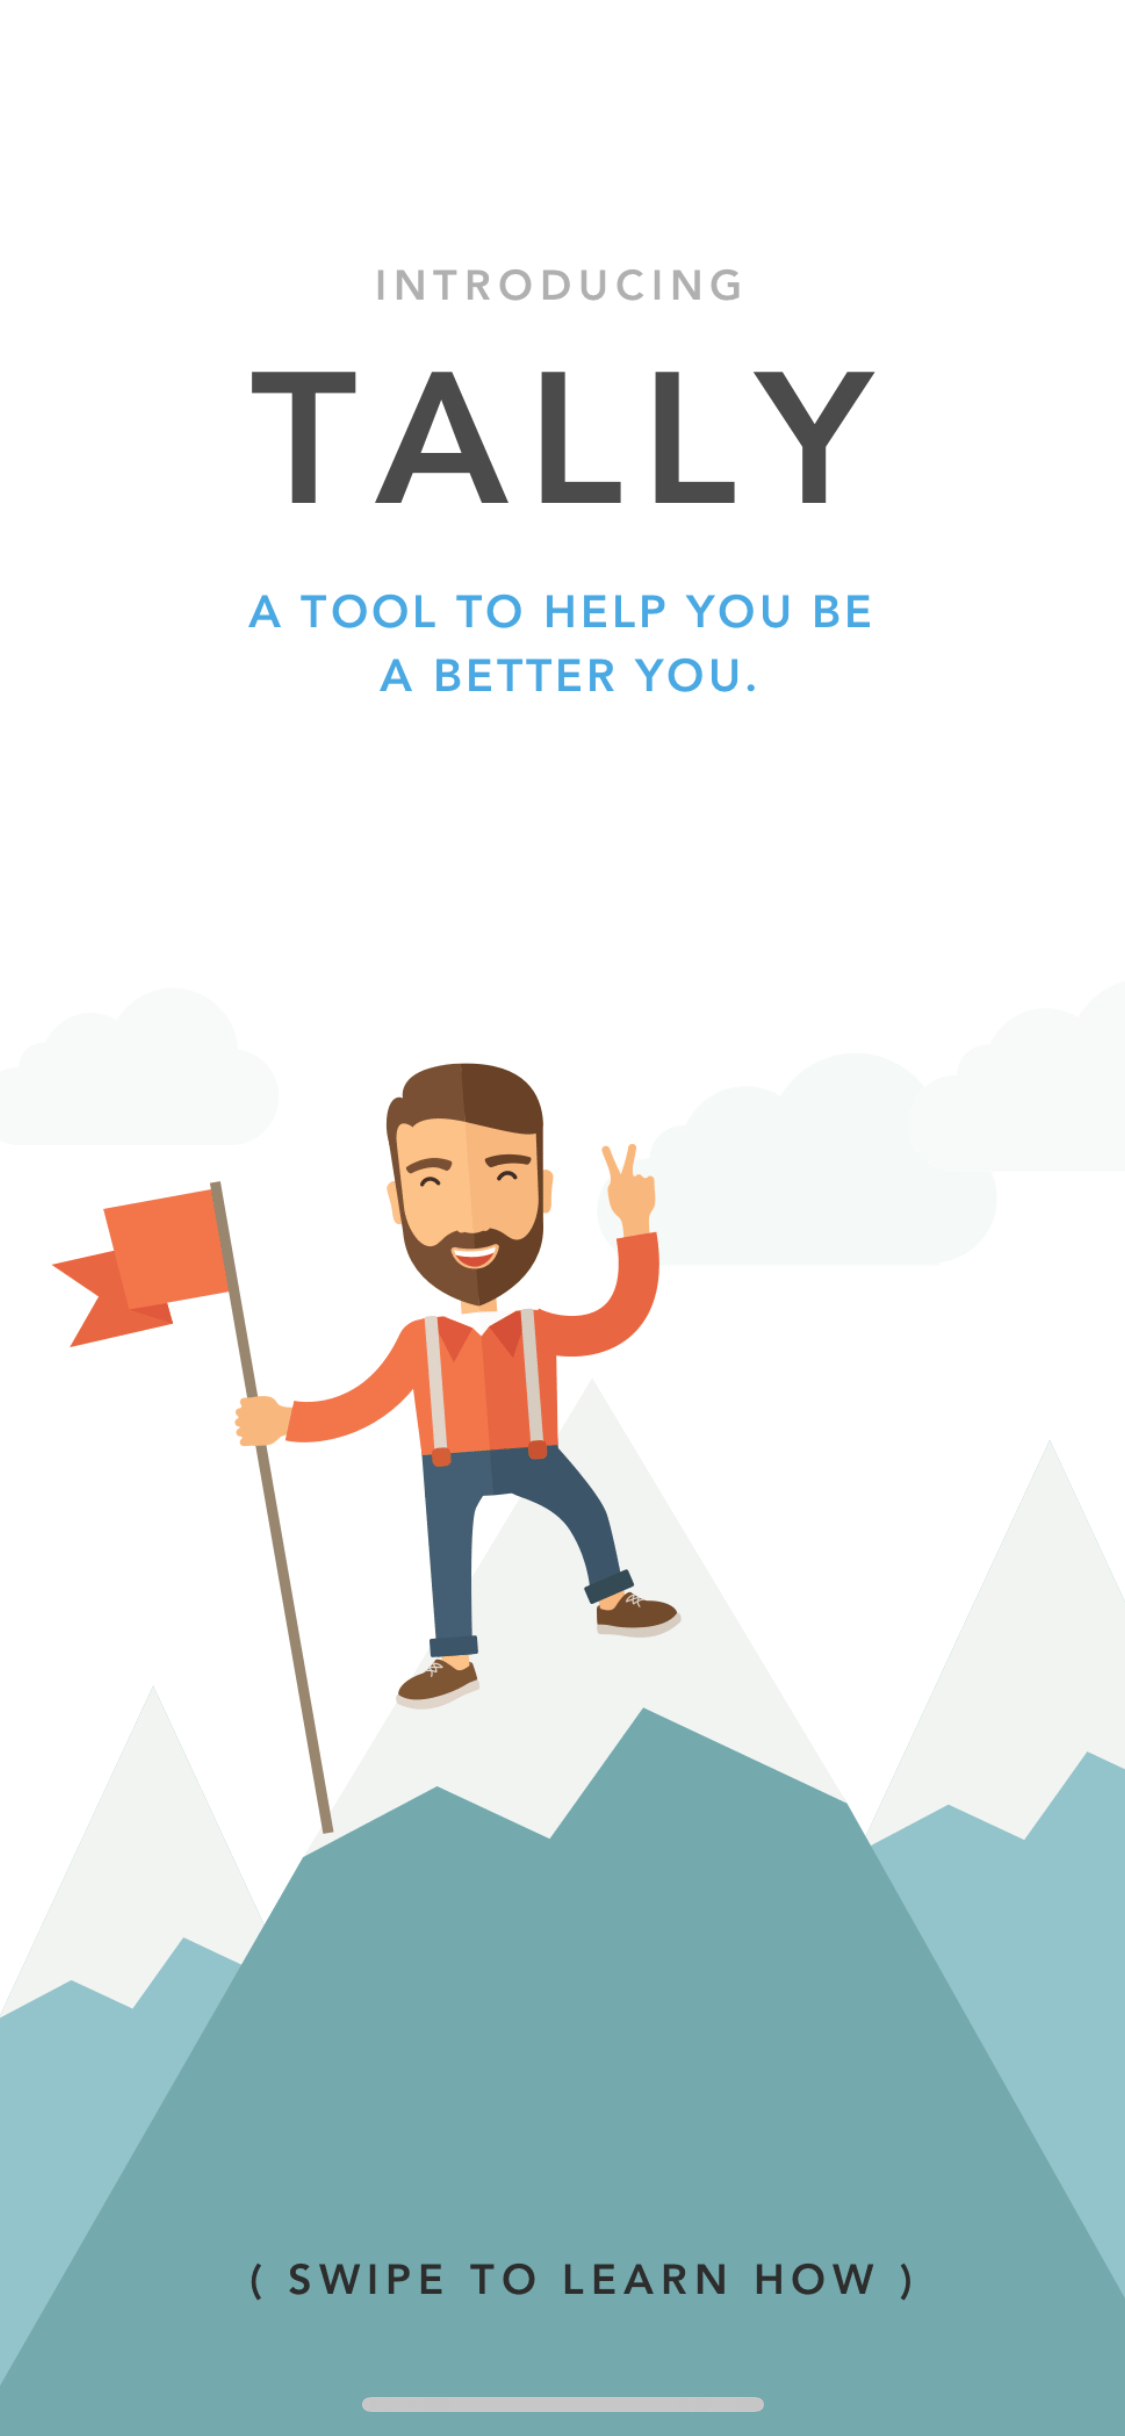 INTRODUCING
TALLY
A TOOL TO HELP YOU BE
A BETTER YOU.
( SWIPE TO LEARN HOW )